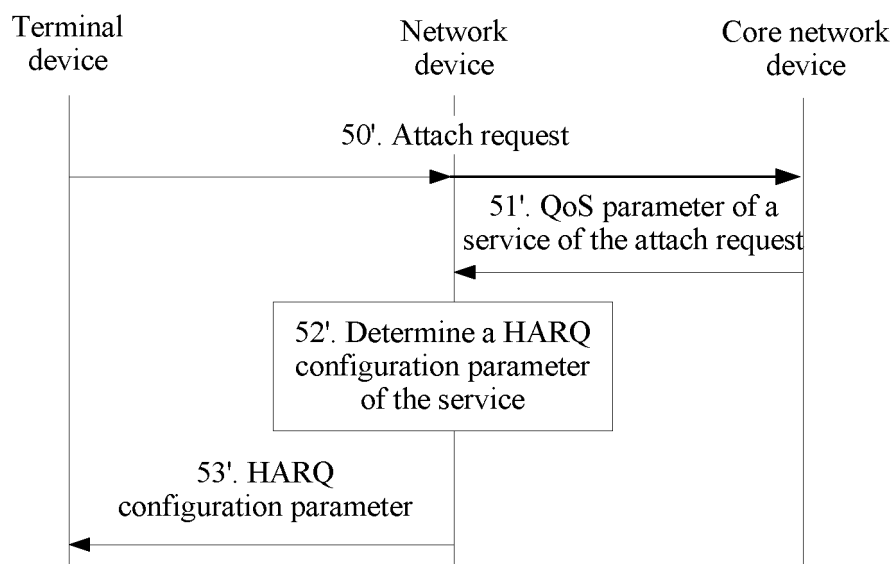 Terminal
device
Network
device
Core network
device
50'. Attach request
51'. QoS parameter of a
service of the attach request
52'. Determine a HARQ
configuration parameter
of the service
53'. HARQ
configuration parameter